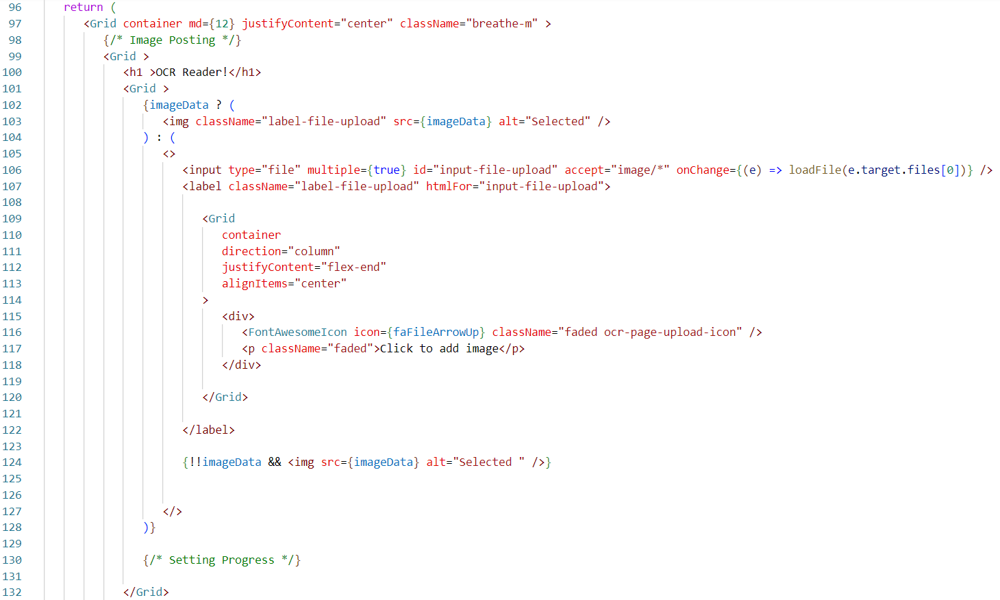 96 return (
97 <Grid container md={12} justifyContent="center" className="breathe-m" >
98 {/* Image Posting */}
99 <Grid >
100 <h1 >OCR Reader!</h1>
101 <Grid >
102 {imageData ? (
103 <img className="label-file-upload" src={imageData} alt="Selected" />
104 ) : (
105 <>
106 <input type="file" multiple={true} id="input-file-upload" accept="image/*" onChange={(e) => loadFile(e.target.files[0])} />
107 <label className="label-file-upload" htmlFor="input-file-upload">
108
109 <Grid
110 container
111 direction="column"
112 justifyContent="flex-end"
113 alignItems="center"
114 >
115 <div>
116 <FontAwesomeIcon icon={faFileArrowUp} className="faded ocr-page-upload-icon" />
117 <p className="faded">Click to add image</p>
118 </div>
119
120 </Grid>
121
122 </label>
123
124 {!!imageData && <img src={imageData} alt="Selected " />}
125
126
127 </>
128 )}
129
130 {/* Setting Progress */}
131
132 </Grid>